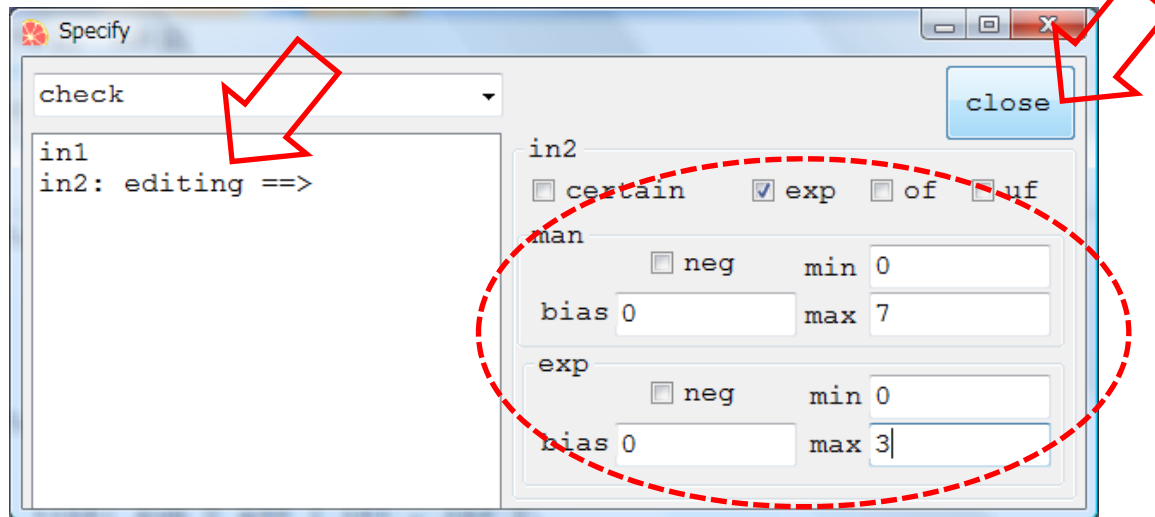 Specify
check
close
in1
in2: editing ==>
in2
certain exp of uf
man
neg min 0
bias 0 max 7
exp
neg min 0
bias 0 max 3